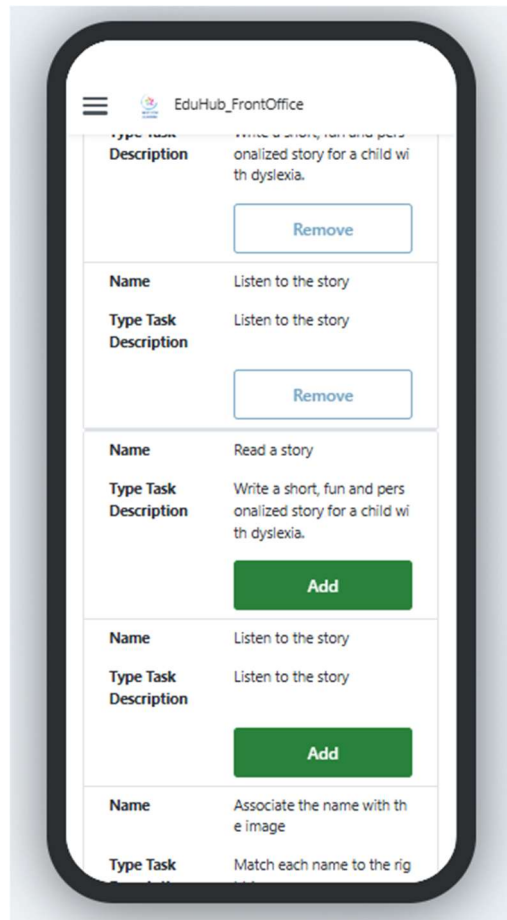 EduHub_FrontOffice
Type Task Write a short, fun and pers
Description onalized story for a child wi
th dyslexia.
Remove
Name Listen to the story
Type Task Listen to the story
Description
Remove
Name Read a story
Type Task Write a short, fun and pers
Description onalized story for a child wi
th dyslexia.
Add
Name Listen to the story
Type Task Listen to the story
Description
Add
Name Associate the name with th
e image
Type Task Match each name to the rig